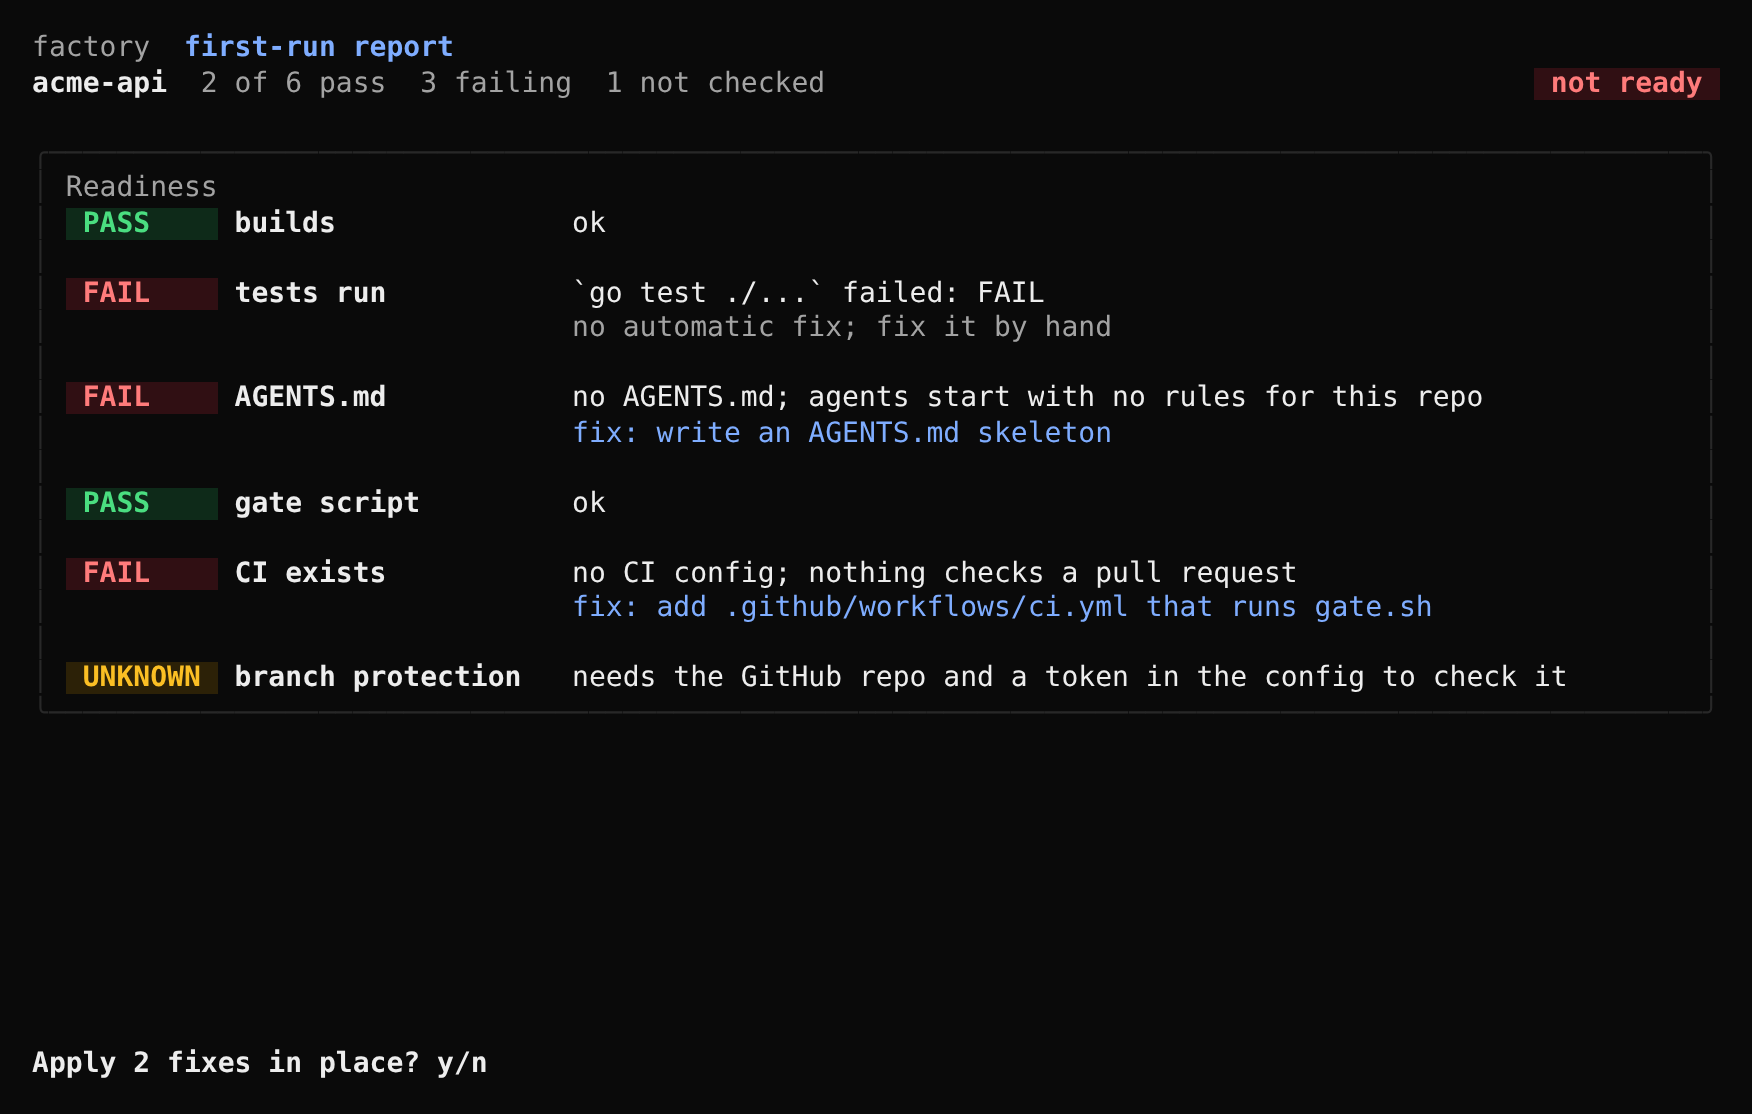 factory first-run report
acme-api 2 of 6 pass 3 failing 1 not checked not ready
Readiness
PASS builds ok
FAIL tests run `go test ./...` failed: FAIL
no automatic fix; fix it by hand
FAIL AGENTS.md no AGENTS.md; agents start with no rules for this repo
fix: write an AGENTS.md skeleton
PASS gate script ok
FAIL CI exists no CI config; nothing checks a pull request
fix: add .github/workflows/ci.yml that runs gate.sh
UNKNOWN branch protection needs the GitHub repo and a token in the config to check it
Apply 2 fixes in place? y/n